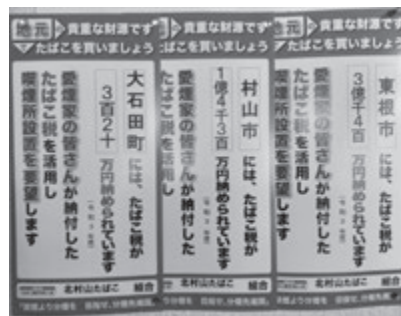 地元 貴重な財源です
たばこを買いましょう
大石田町には、たばこ税が
3百2十万円納められています
愛煙家の皆さんが納付した
たばこ税を活用し
喫煙所設置を要望します
北村山たばこ 組合
貴重な財源です
たばこを買いましょう
村山市には、たばこ税が
1億4千3百万円納められています
愛煙家の皆さんが納付した
たばこ税を活用し
喫煙所設置を要望します
北村山たばこ 組合
地元 貴重な財源です
たばこを買いましょう
東根市には、たばこ税が
3億千4百万円納められています
愛煙家の皆さんが納付した
たばこ税を活用し
喫煙所設置を要望します
北村山たばこ 組合